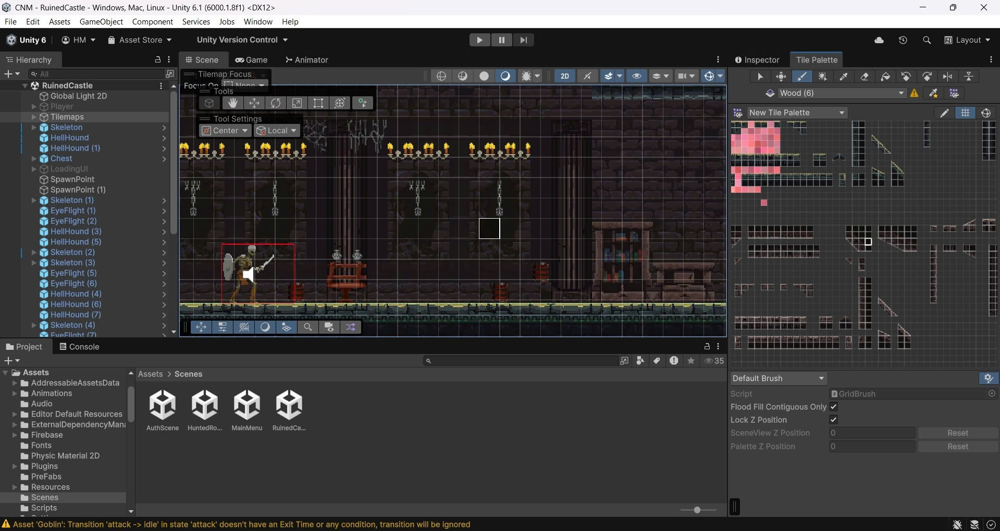 CNM - RuinedCastle - Windows, Mac, Linux - Unity 6.1 (6000.1.8f1) <DX12>
File Edit Assets GameObject Component Services Jobs Window Help
Unity 6 HM Asset Store Unity Version Control Layout
Hierarchy
All
RuinedCastle
Global Light 2D
Player
Tilemaps
Skeleton
HellHound
HellHound (1)
Chest
LoadingUI
SpawnPoint
SpawnPoint (1)
Skeleton (1)
EyeFlight (1)
EyeFlight (2)
HellHound (3)
HellHound (5)
Skeleton (2)
Skeleton (3)
EyeFlight (5)
EyeFlight (6)
HellHound (4)
HellHound (6)
HellHound (7)
Skeleton (4)
EyeFlight (7)
Scene Game Animator
2D
Tilemap Focus
Focus On None
Tools
Tool Settings
Center Local
Inspector Tile Palette
Wood (6)
New Tile Palette
Default Brush
Script GridBrush
Flood Fill Contiguous Only
Lock Z Position
SceneView Z Position 0 Reset
Palette Z Position 0 Reset
Project Console
35
Assets
AddressableAssetsData
Animations
Audio
Editor Default Resources
ExternalDependencyMana
Firebase
Fonts
Physic Material 2D
Plugins
PreFabs
Resources
Scenes
Scripts
Assets > Scenes
AuthScene HuntedRo... MainMenu RuinedCa...
Asset 'Goblin': Transition 'attack -> idle' in state 'attack' doesn't have an Exit Time or any condition, transition will be ignored